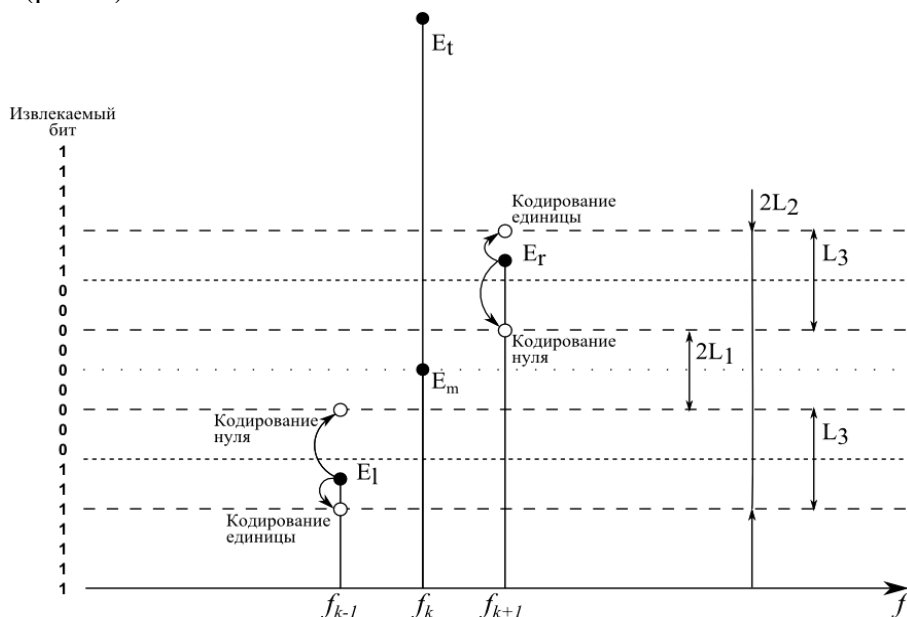 E_t
Извлекаемый
бит
1
1
1
1
1
1
1
0
0
0
0
0
0
0
0
0
1
1
1
1
1
1
1
Кодирование
единицы
E_r
Кодирование
нуля
E_m
Кодирование
нуля
E_l
Кодирование
единицы
2L_2
L_3
2L_1
L_3
f_{k-1}
f_k
f_{k+1}
f